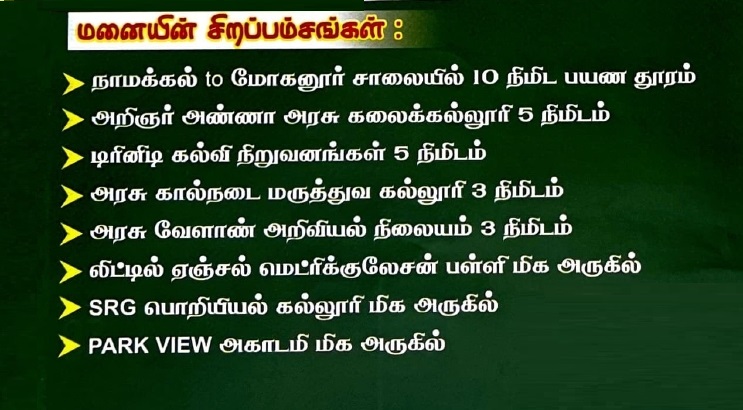 மனையின் சிறப்பம்சங்கள் :
நாமக்கல் to மோகனூர் சாலையில் 10 நிமிட பயண தூரம்
அறிஞர் அண்ணா அரசு கலைக்கல்லூரி 5 நிமிடம்
டிரினிடி கல்வி நிறுவனங்கள் 5 நிமிடம்
அரசு கால்நடை மருத்துவ கல்லூரி 3 நிமிடம்
அரசு வேளாண் அறிவியல் நிலையம் 3 நிமிடம்
லிட்டில் ஏஞ்சல் மெட்ரிக்குலேசன் பள்ளி மிக அருகில்
SRG பொறியியல் கல்லூரி மிக அருகில்
PARK VIEW அகாடமி மிக அருகில்